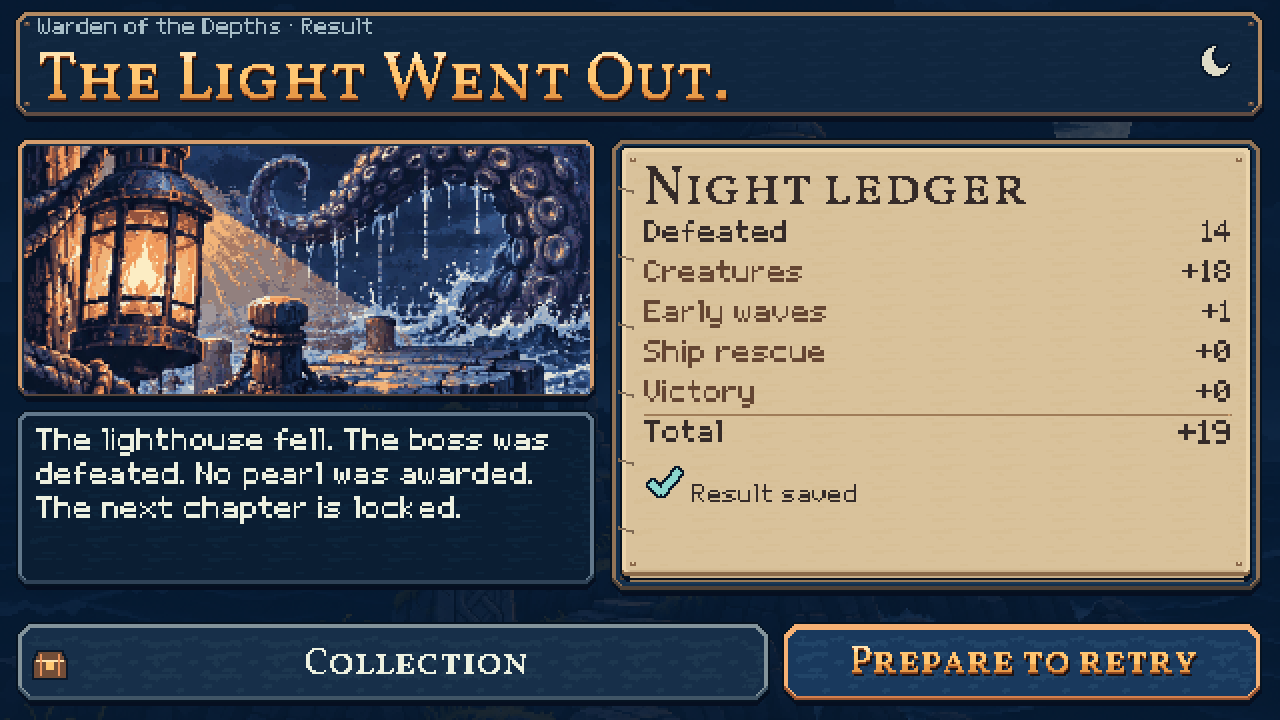 Warden of the Depths · Result
The Light Went Out.
The lighthouse fell. The boss was
defeated. No pearl was awarded.
The next chapter is locked.
Night ledger
Defeated 14
Creatures +18
Early waves +1
Ship rescue +0
Victory +0
Total +19
Result saved
Collection
Prepare to retry